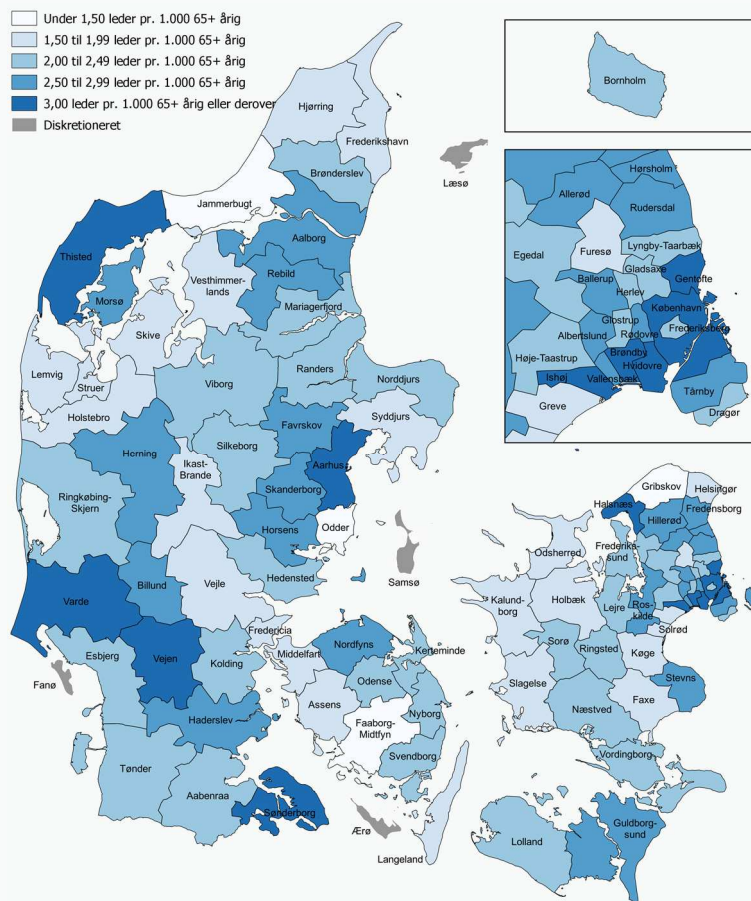 Under 1,50 leder pr. 1.000 65+ årig
1,50 til 1,99 leder pr. 1.000 65+ årig
2,00 til 2,49 leder pr. 1.000 65+ årig
2,50 til 2,99 leder pr. 1.000 65+ årig
3,00 leder pr. 1.000 65+ årig eller derover
Diskretioneret
Bornholm
Hjørring
Frederikshavn
Brønderslev
Læsø
Jammerbugt
Thisted
Aalborg
Vesthimmer-
lands
Rebild
Morsø
Mariagerfjord
Skive
Lemvig
Struer
Viborg
Randers
Norddjurs
Holstebro
Syddjurs
Favrskov
Herning
Ikast-
Brande
Silkeborg
Aarhus
Skanderborg
Ringkøbing-
Skjern
Horsens
Odder
Hedensted
Samsø
Billund
Vejle
Varde
Fredericia
Middelfart
Nordfyns
Kerteminde
Esbjerg
Vejen
Kolding
Odense
Fanø
Assens
Nyborg
Haderslev
Faaborg-
Midtfyn
Svendborg
Tønder
Aabenraa
Sønderborg
Ærø
Langeland
Hørsholm
Allerød
Rudersdal
Egedal
Furesø
Lyngby-Taarbæk
Gladsaxe
Ballerup
Gentofte
Herlev
København
Glostrup
Albertslund
Rødovre
Frederiksberg
Høje-Taastrup
Brøndby
Hvidovre
Ishøj
Vallensbæk
Tårnby
Greve
Dragør
Gribskov
Helsingør
Halsnæs
Fredensborg
Hillerød
Odsherred
Frederiks-
sund
Kalund-
borg
Holbæk
Lejre
Ros-
kilde
Solrød
Sorø
Ringsted
Køge
Slagelse
Stevns
Næstved
Faxe
Vordingborg
Guldborg-
sund
Lolland